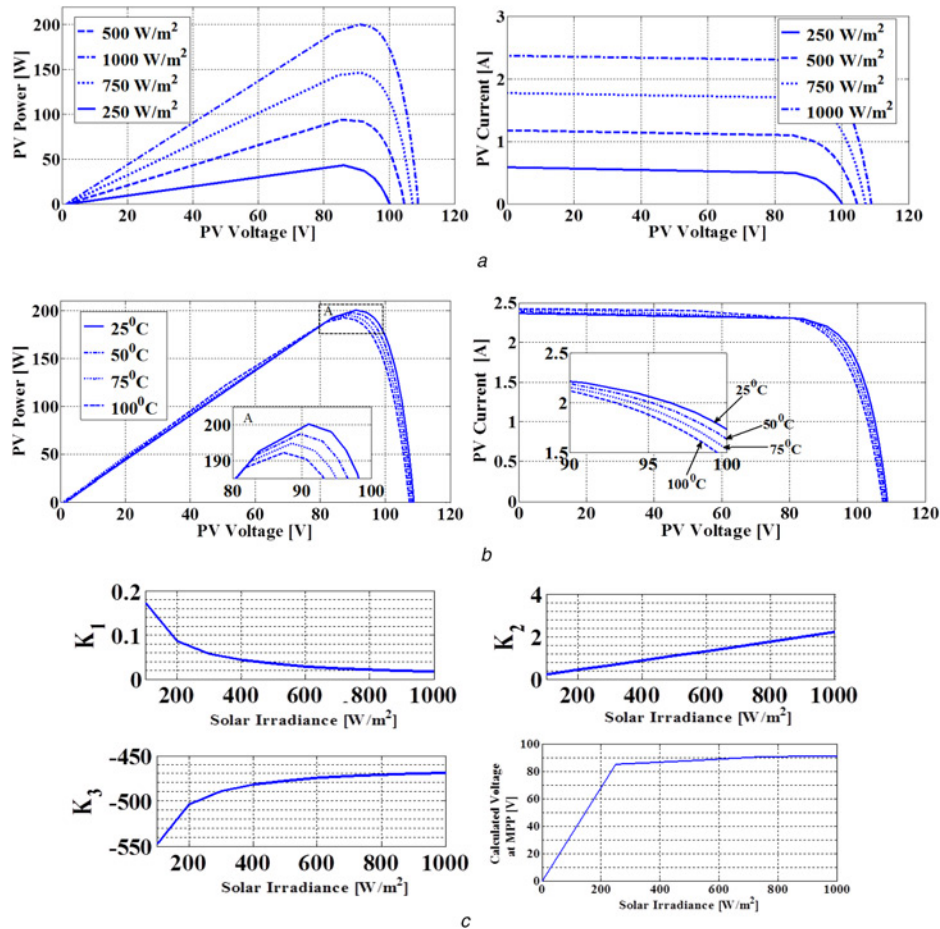 500 W/m²
1000 W/m²
750 W/m²
250 W/m²
200
150
100
50
0
PV Power [W]
0 20 40 60 80 100 120
PV Voltage [V]
250 W/m²
500 W/m²
750 W/m²
1000 W/m²
3
2
1
0
PV Current [A]
0 20 40 60 80 100 120
PV Voltage [V]
a
25⁰C
50⁰C
75⁰C
100⁰C
A
200
150
100
200
0
PV Power [W]
A
200
190
80 90 100
0 20 40 60 80 100 120
PV Voltage [V]
2.5
2
1.5
1
0.5
0
PV Current [A]
2.5
2
1.5
90 95 100
25⁰C
50⁰C
75⁰C
100⁰C
0 20 40 60 80 100 120
PV Voltage [V]
b
0.2
0.1
0
K₁
200 400 600 800 1000
Solar Irradiance [W/m²]
4
2
0
K₂
200 400 600 800 1000
Solar Irradiance [W/m²]
-450
-500
-550
K₃
200 400 600 800 1000
Solar Irradiance [W/m²]
100
80
60
40
20
0
Calculated Voltage
at MPP [V]
0 200 400 600 800 1000
Solar Irradiance [W/m²]
c